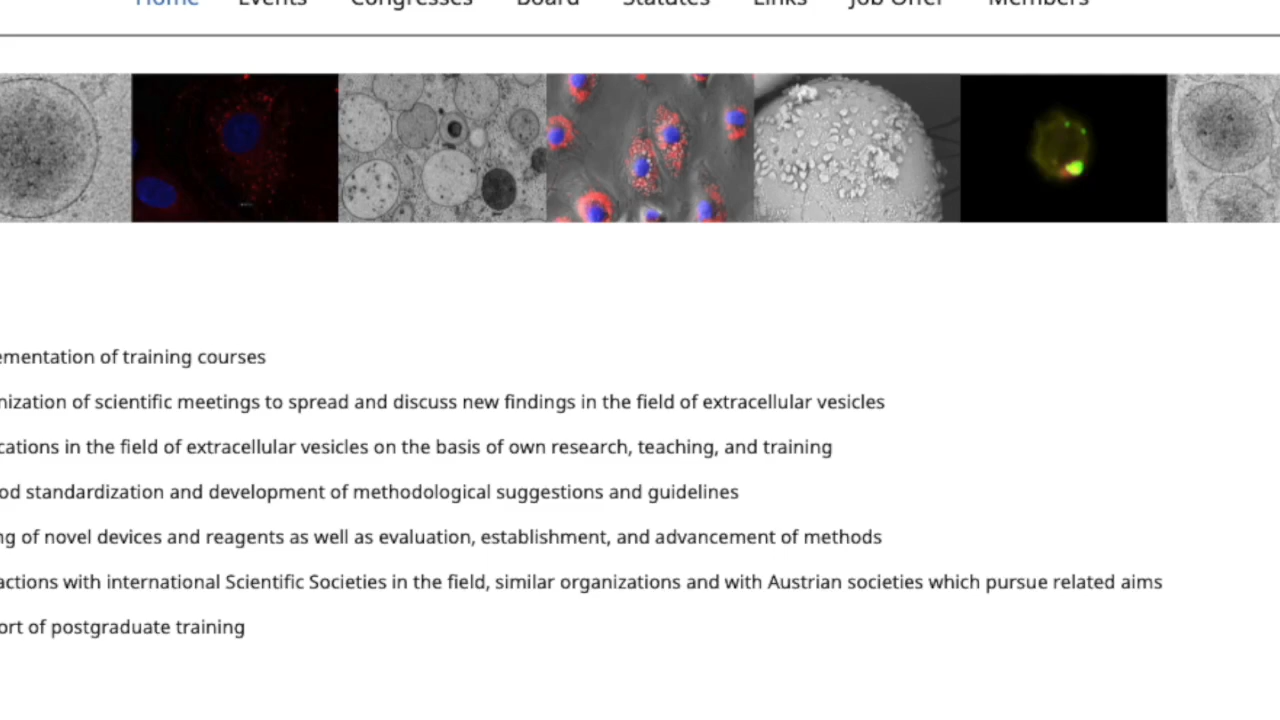 Home Events Congresses Board Statutes Links Job Offer Members
ementation of training courses
nization of scientific meetings to spread and discuss new findings in the field of extracellular vesicles
cations in the field of extracellular vesicles on the basis of own research, teaching, and training
od standardization and development of methodological suggestions and guidelines
ng of novel devices and reagents as well as evaluation, establishment, and advancement of methods
actions with international Scientific Societies in the field, similar organizations and with Austrian societies which pursue related aims
ort of postgraduate training